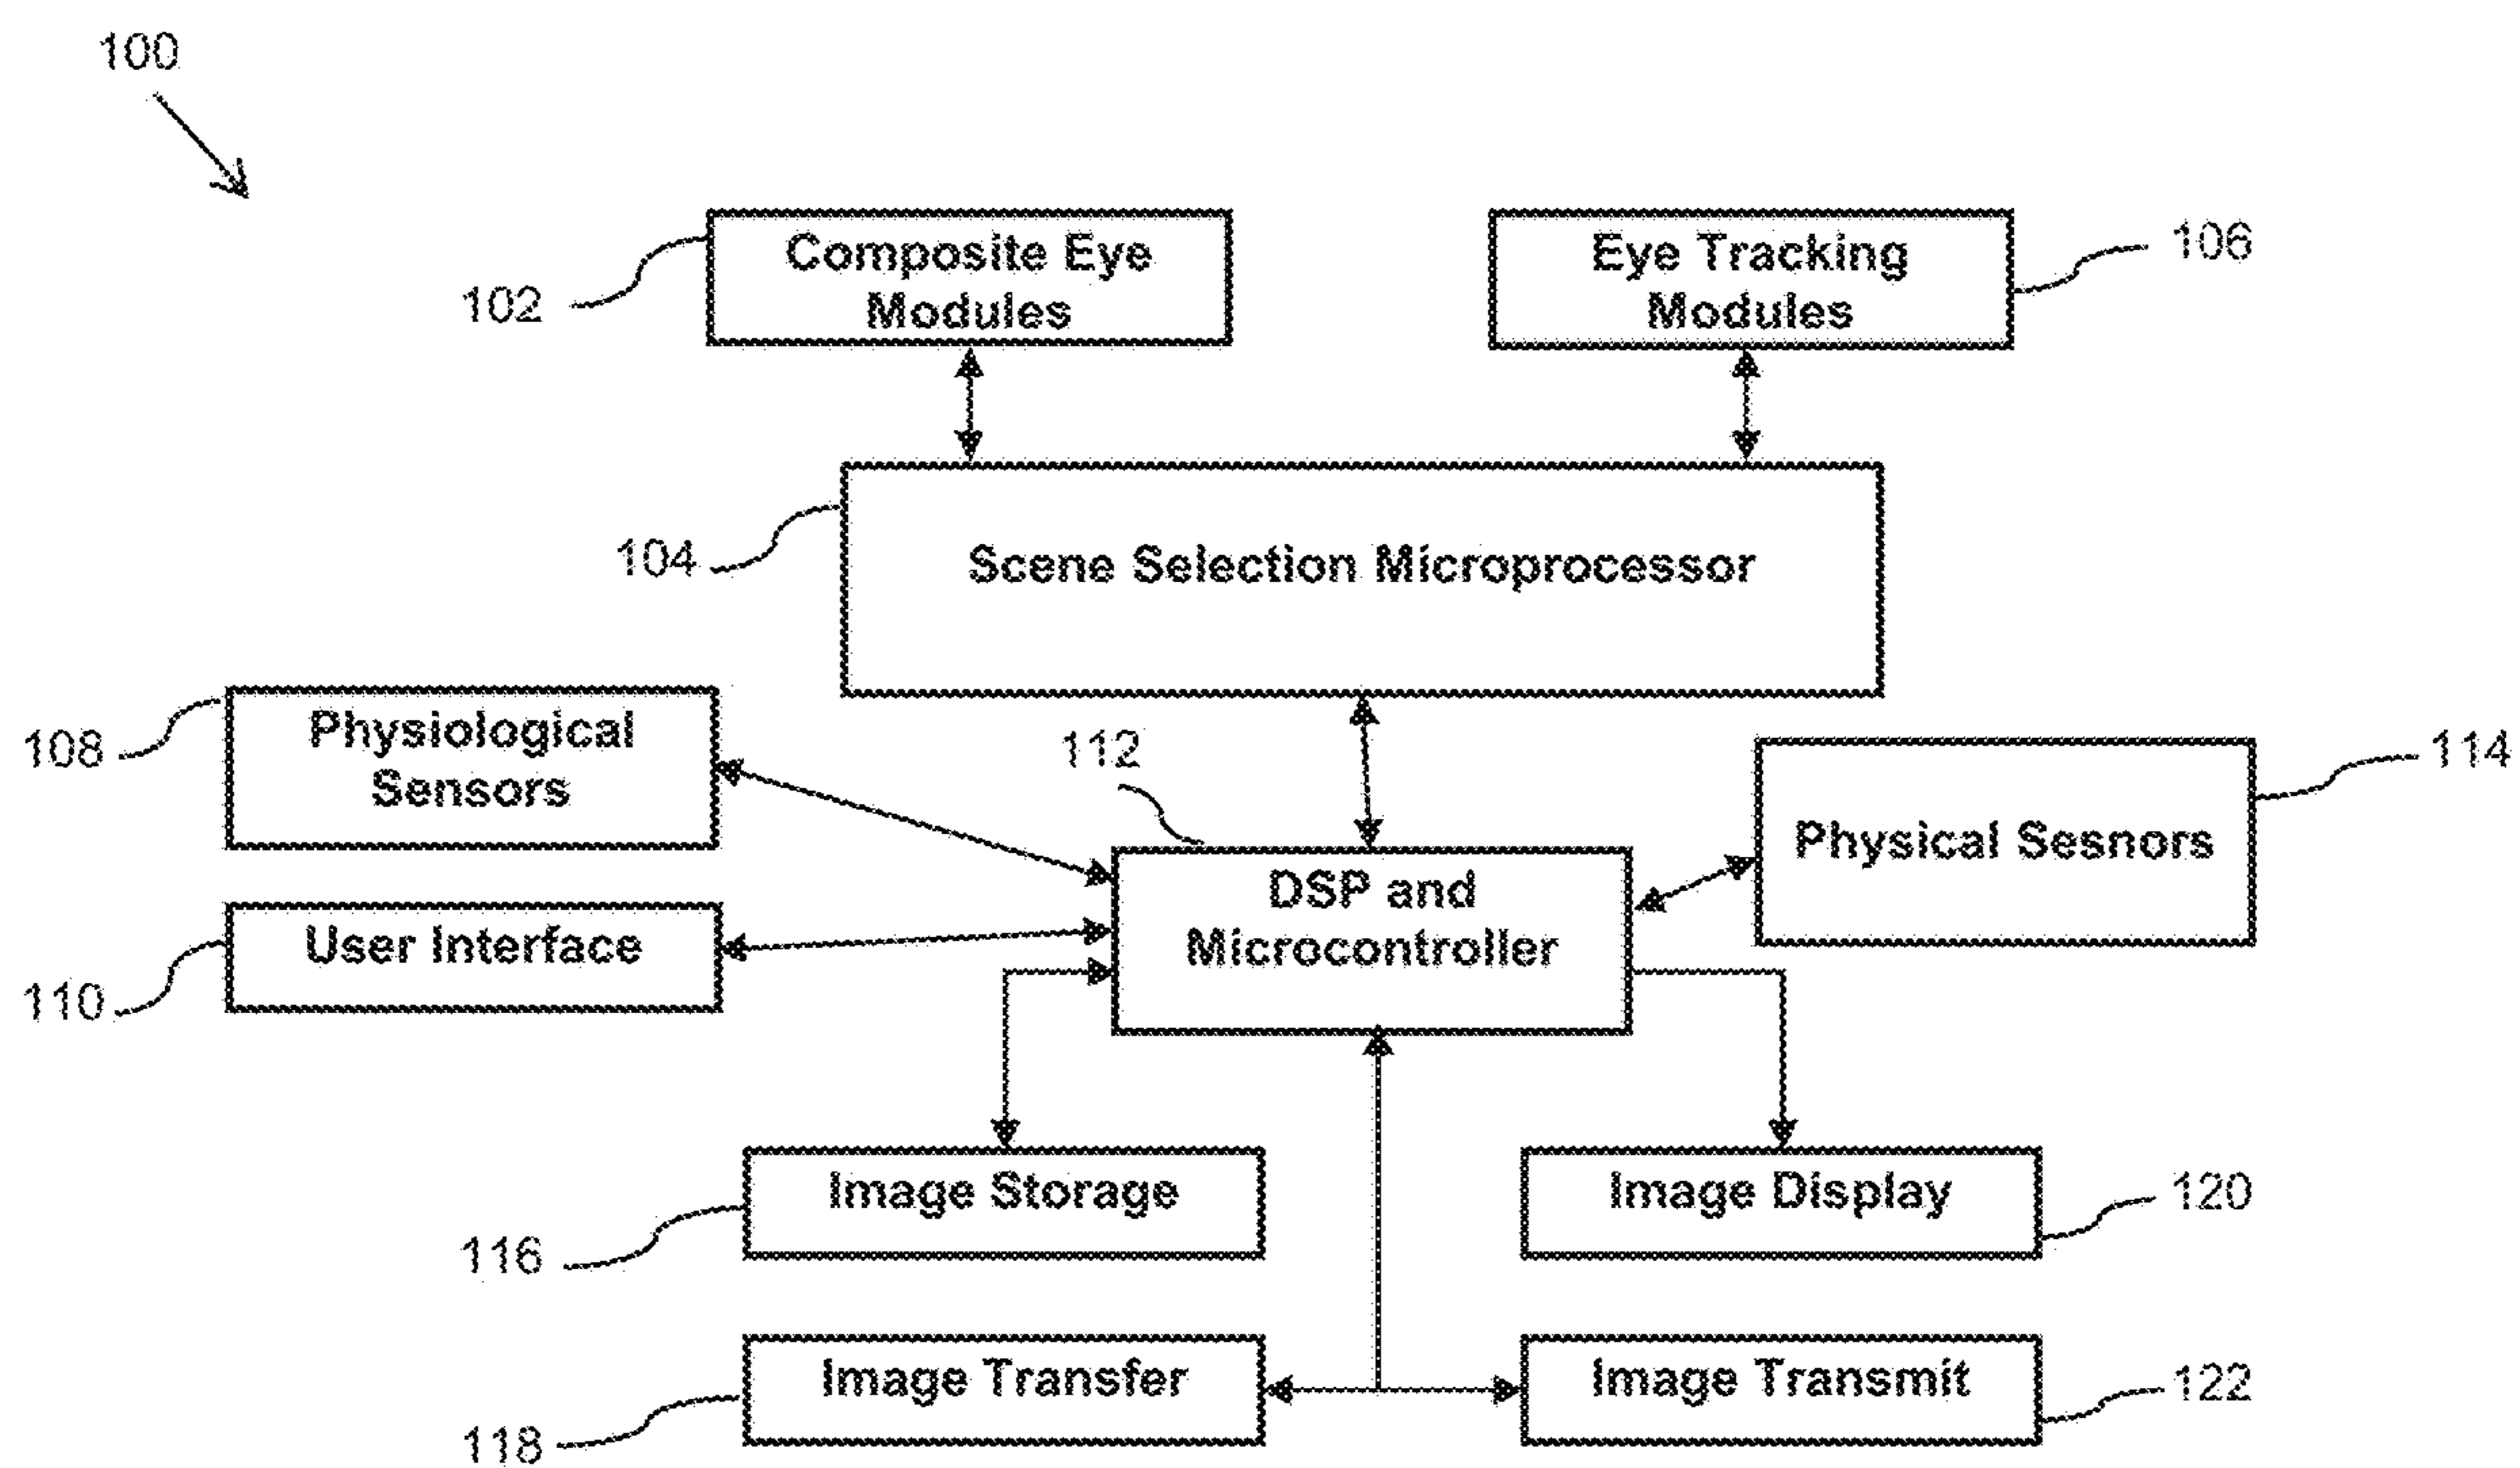 100
Composite Eye
Modules
Eye Tracking
Modules
106
102
104
Scene Selection Microprocessor
108
Physiological
Sensors
112
114
Physical Sesnors
DSP and
Microcontroller
User Interface
110
Image Storage
Image Display
120
116
Image Transfer
Image Transmit
122
118